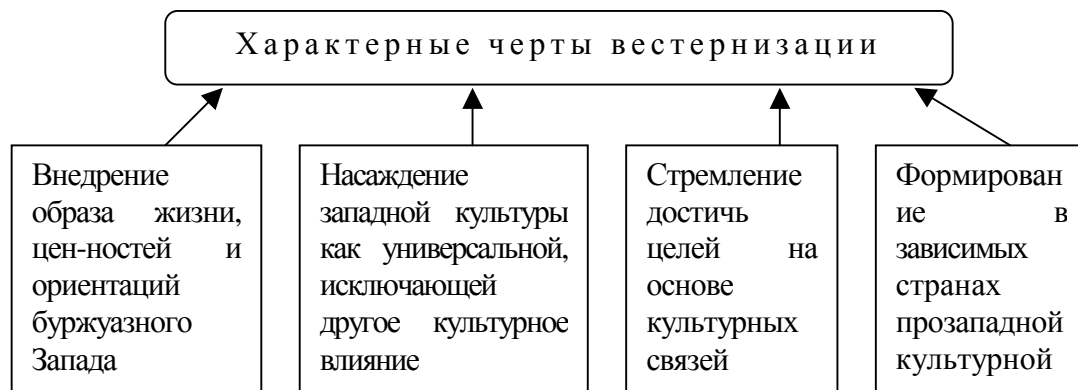 Характерные черты вестернизации
Внедрение
образа жизни,
цен-ностей и
ориентаций
буржуазного
Запада
Насаждение
западной культуры
как универсальной,
исключающей
другое культурное
влияние
Стремление
достичь
целей на
основе
культурных
связей
Формирован
ие в
зависимых
странах
прозападной
культурной